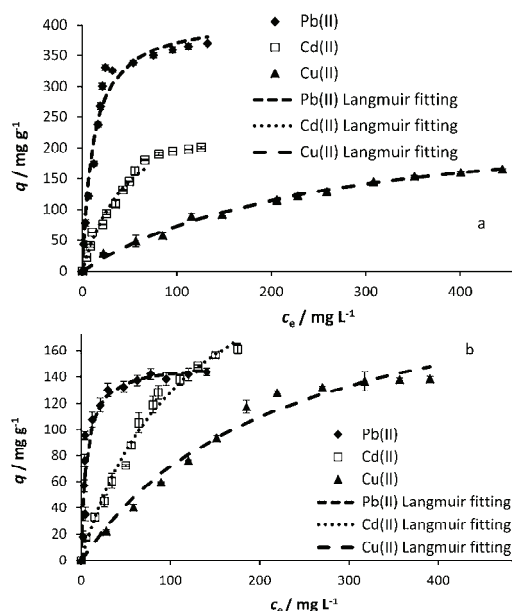 450
400
350
300
250
200
150
100
50
0
q / mg g⁻¹
Pb(II)
Cd(II)
Cu(II)
Pb(II) Langmuir fitting
Cd(II) Langmuir fitting
Cu(II) Langmuir fitting
a
0 100 200 300 400
cₑ / mg L⁻¹
160
140
120
100
80
60
40
20
0
q / mg g⁻¹
b
Pb(II)
Cd(II)
Cu(II)
Pb(II) Langmuir fitting
Cd(II) Langmuir fitting
Cu(II) Langmuir fitting
0 100 200 300 400
cₑ / mg L⁻¹